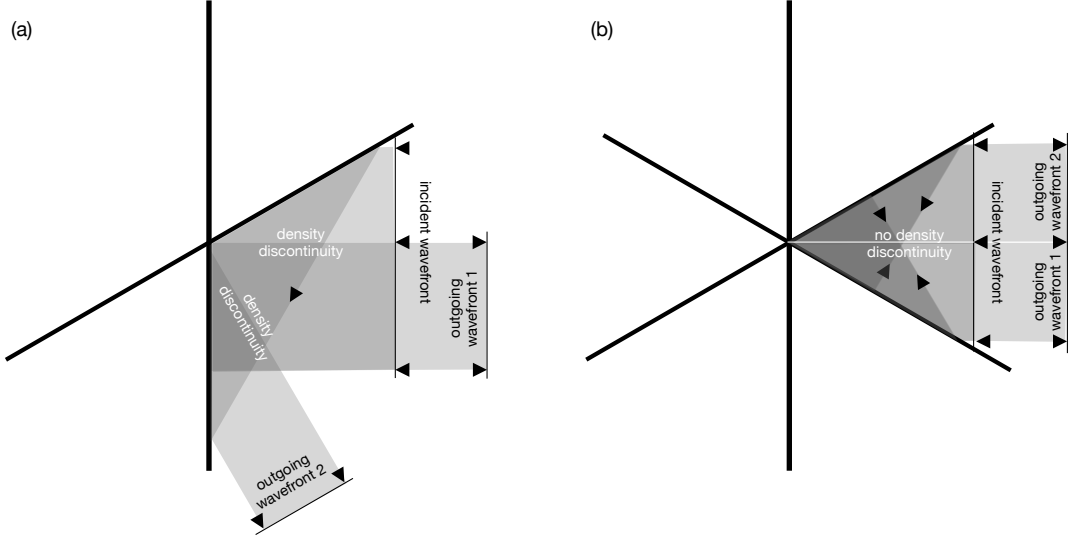 (a)
density
discontinuity
density
discontinuity
incident wavefront
outgoing
wavefront 1
outgoing
wavefront 2
(b)
no density
discontinuity
incident wavefront
outgoing
wavefront 2
outgoing
wavefront 1